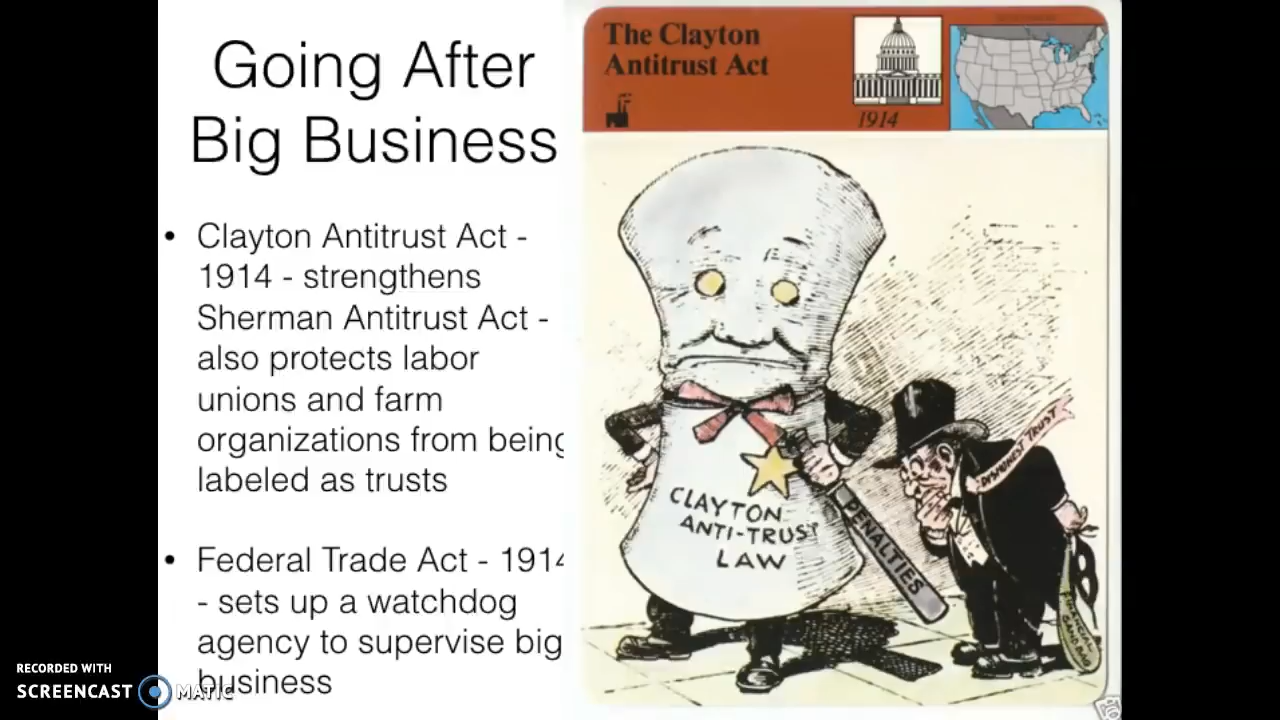 Going After
Big Business
• Clayton Antitrust Act -
1914 - strengthens
Sherman Antitrust Act -
also protects labor
unions and farm
organizations from being
labeled as trusts
• Federal Trade Act - 1914
- sets up a watchdog
agency to supervise big
business
The Clayton
Antitrust Act
1914
CLAYTON
ANTI-TRUST
LAW
PENALTIES
DISHONEST TRUST
RECORDED WITH
SCREENCAST MATIC